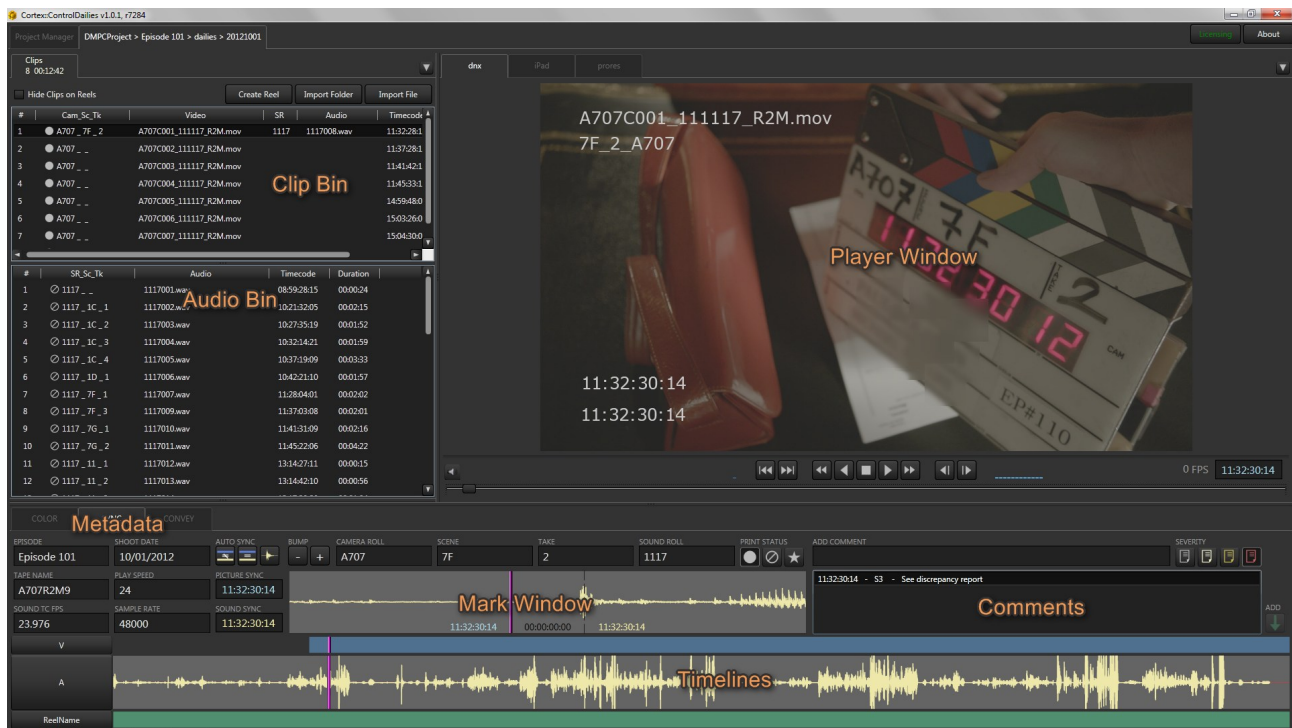 Cortex::ControlDailies v1.0.1, r7284
Project Manager DMPCProject > Episode 101 > dailies > 20121001 Licensing About
Clips
8 00:12:42
dnx iPad prores
Hide Clips on Reels Create Reel Import Folder Import File
# Cam_Sc_Tk Video SR Audio Timecode
1 A707 _ 7F _ 2 A707C001_111117_R2M.mov 1117 1117008.wav 11:32:28:1
2 A707 _ _ A707C002_111117_R2M.mov 11:37:28:1
3 A707 _ _ A707C003_111117_R2M.mov 11:41:42:1
4 A707 _ _ A707C004_111117_R2M.mov 11:45:33:1
5 A707 _ _ A707C005_111117_R2M.mov 14:59:48:0
6 A707 _ _ A707C006_111117_R2M.mov 15:03:26:0
7 A707 _ _ A707C007_111117_R2M.mov 15:04:30:0
Clip Bin
# SR_Sc_Tk Audio Timecode Duration
1 1117 _ _ 1117001.wav 08:59:28:15 00:00:24
2 1117 _ 1C _ 1 1117002.wav 10:21:32:05 00:02:15
3 1117 _ 1C _ 2 1117003.wav 10:27:35:19 00:01:52
4 1117 _ 1C _ 3 1117004.wav 10:32:14:21 00:01:59
5 1117 _ 1C _ 4 1117005.wav 10:37:19:09 00:03:33
6 1117 _ 1D _ 1 1117006.wav 10:42:21:10 00:01:57
7 1117 _ 7F _ 1 1117007.wav 11:28:04:01 00:02:02
8 1117 _ 7F _ 3 1117009.wav 11:37:03:08 00:02:01
9 1117 _ 7G _ 1 1117010.wav 11:41:31:09 00:02:16
10 1117 _ 7G _ 2 1117011.wav 11:45:22:06 00:04:22
11 1117 _ 11 _ 1 1117012.wav 13:14:27:11 00:00:15
12 1117 _ 11 _ 2 1117013.wav 13:14:42:10 00:00:56
Audio Bin
A707C001_111117_R2M.mov
7F_2_A707
A707 7F
11 32 30 12
TAKE
2
CAM
EP#110
Player Window
11:32:30:14
11:32:30:14
0 FPS 11:32:30:14
COLOR CONVEY
Metadata
EPISODE SHOOT DATE AUTO SYNC BUMP CAMERA ROLL SCENE TAKE SOUND ROLL PRINT STATUS ADD COMMENT SEVERITY
Episode 101 10/01/2012 - + A707 7F 2 1117
TAPE NAME PLAY SPEED PICTURE SYNC
A707R2M9 24 11:32:30:14
SOUND TC FPS SAMPLE RATE SOUND SYNC
23.976 48000 11:32:30:14
Mark Window
11:32:30:14 00:00:00:00 11:32:30:14
11:32:30:14 - S3 - See discrepancy report
Comments
ADD
V
A
Timelines
ReelName